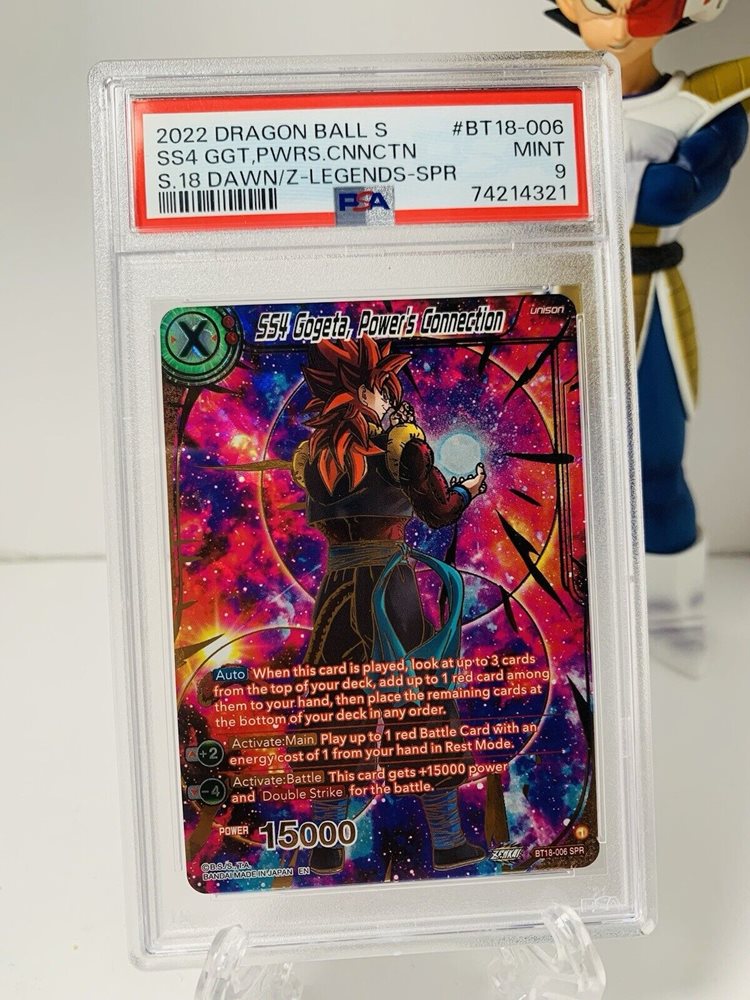 2022 DRAGON BALL S #BT18-006
SS4 GGT,PWRS.CNNCTN MINT
S.18 DAWN/Z-LEGENDS-SPR 9
PSA 74214321
X SS4 Gogeta, Power's Connection unison
Auto When this card is played, look at up to 3 cards
from the top of your deck, add up to 1 red card among
them to your hand, then place the remaining cards at
the bottom of your deck in any order.
+2 Activate:Main Play up to 1 red Battle Card with an
energy cost of 1 from your hand in Rest Mode.
-4 Activate:Battle This card gets +15000 power
and Double Strike for the battle.
POWER 15000
©B.S./S., T.A.
BANDAI MADE IN JAPAN EN
ZENKAI BT18-006 SPR
PSA